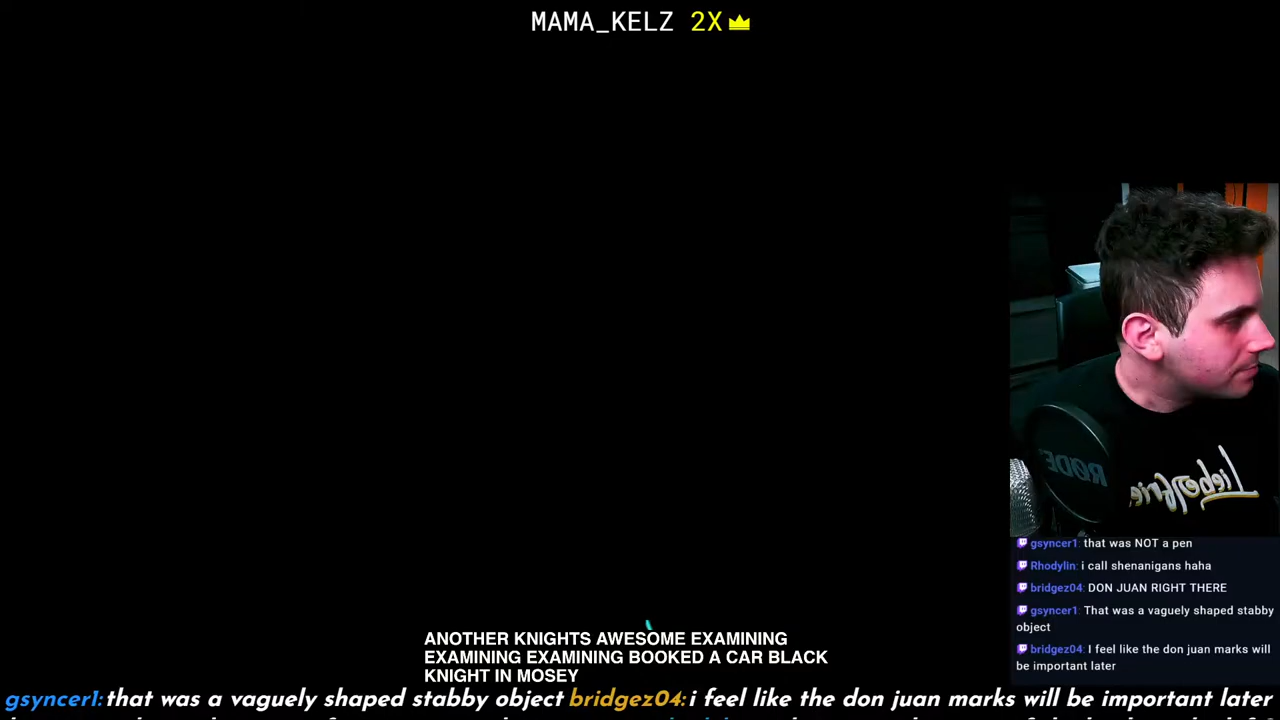 MAMA_KELZ 2X
RØDE
Liebofrie
gsyncer1: that was NOT a pen
Rhodylin: i call shenanigans haha
bridgez04: DON JUAN RIGHT THERE
gsyncer1: That was a vaguely shaped stabby
object
bridgez04: I feel like the don juan marks will
be important later
ANOTHER KNIGHTS AWESOME EXAMINING
EXAMINING EXAMINING BOOKED A CAR BLACK
KNIGHT IN MOSEY
gsyncer1: that was a vaguely shaped stabby object bridgez04: i feel like the don juan marks will be important later